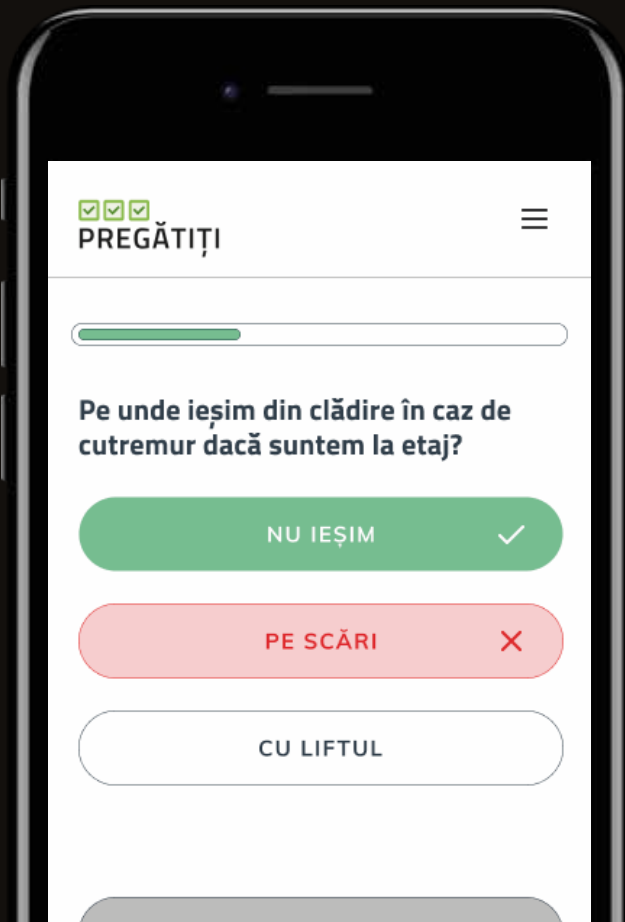 PREGĂTIȚI
Pe unde ieșim din clădire în caz de
cutremur dacă suntem la etaj?
NU IEȘIM
PE SCĂRI
CU LIFTUL